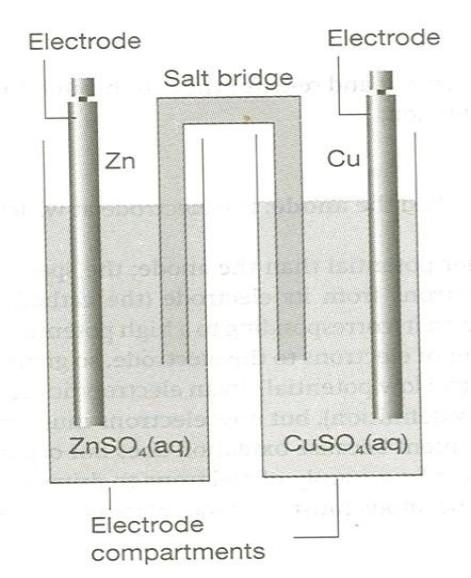 Electrode
Electrode
Salt bridge
Zn
Cu
ZnSO₄(aq)
CuSO₄(aq)
Electrode
compartments